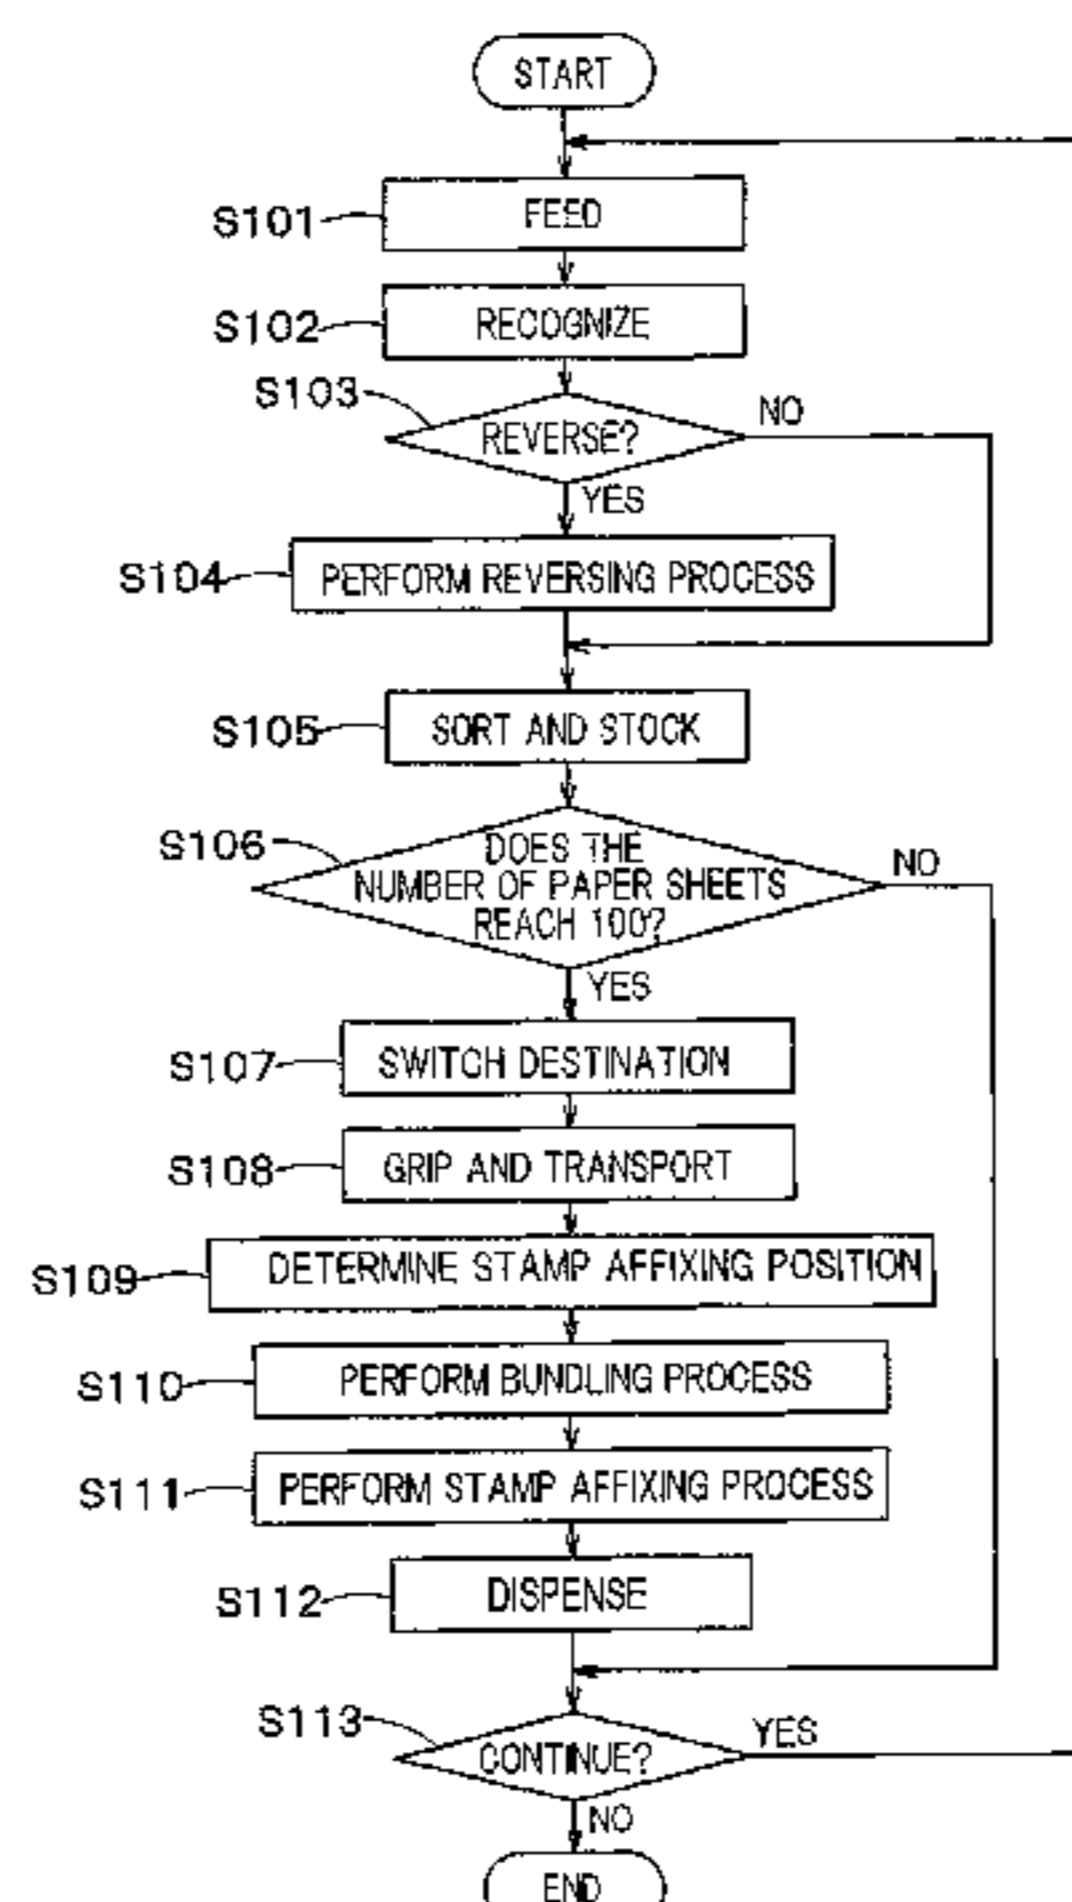 START
S101
FEED
S102
RECOGNIZE
S103
REVERSE?
NO
YES
S104
PERFORM REVERSING PROCESS
S105
SORT AND STOCK
S106
DOES THE
NUMBER OF PAPER SHEETS
REACH 100?
NO
YES
S107
SWITCH DESTINATION
S108
GRIP AND TRANSPORT
S109
DETERMINE STAMP AFFIXING POSITION
S110
PERFORM BUNDLING PROCESS
S111
PERFORM STAMP AFFIXING PROCESS
S112
DISPENSE
S113
CONTINUE?
YES
NO
END